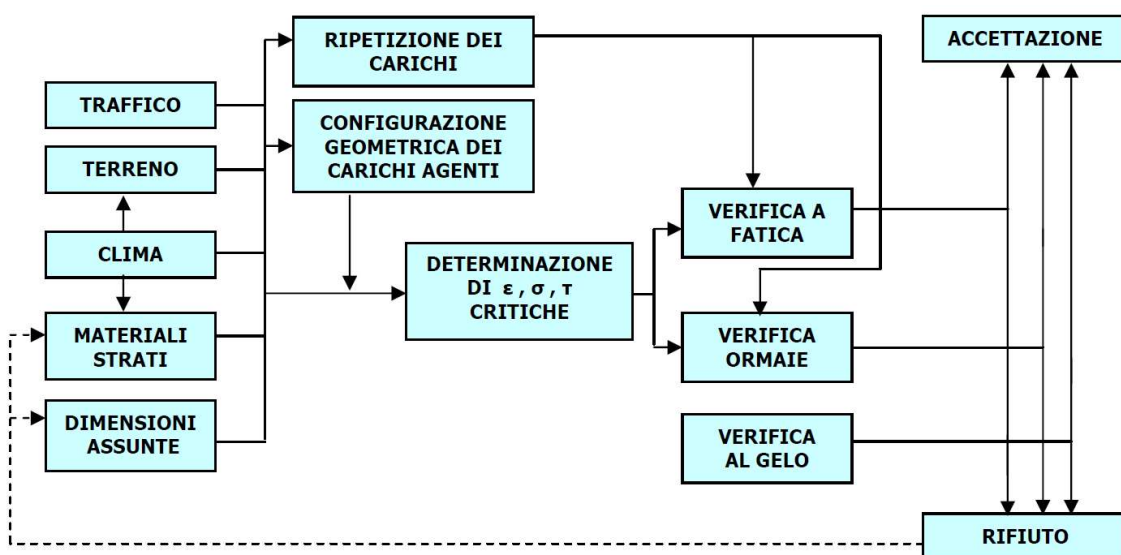 TRAFFICO
TERRENO
CLIMA
MATERIALI
STRATI
DIMENSIONI
ASSUNTE
RIPETIZIONE DEI
CARICHI
CONFIGURAZIONE
GEOMETRICA DEI
CARICHI AGENTI
DETERMINAZIONE
DI ε , σ , τ
CRITICHE
VERIFICA A
FATICA
VERIFICA
ORMAIE
VERIFICA
AL GELO
ACCETTAZIONE
RIFIUTO